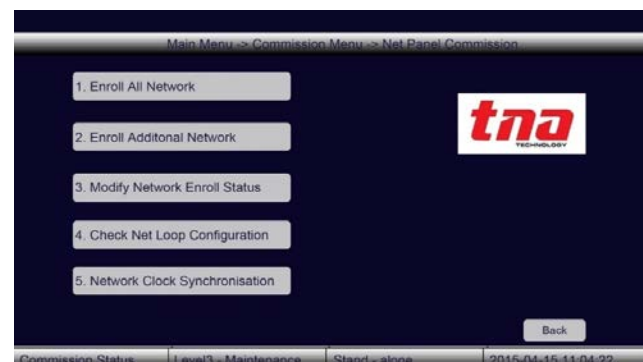 Main Menu -> Commission Menu -> Net Panel Commission
1. Enroll All Network
2. Enroll Additonal Network
3. Modify Network Enroll Status
4. Check Net Loop Configuration
5. Network Clock Synchronisation
tna
TECHNOLOGY
Back
Commission Status Level3 - Maintenance Stand - alone 2015-04-15 11:04:22